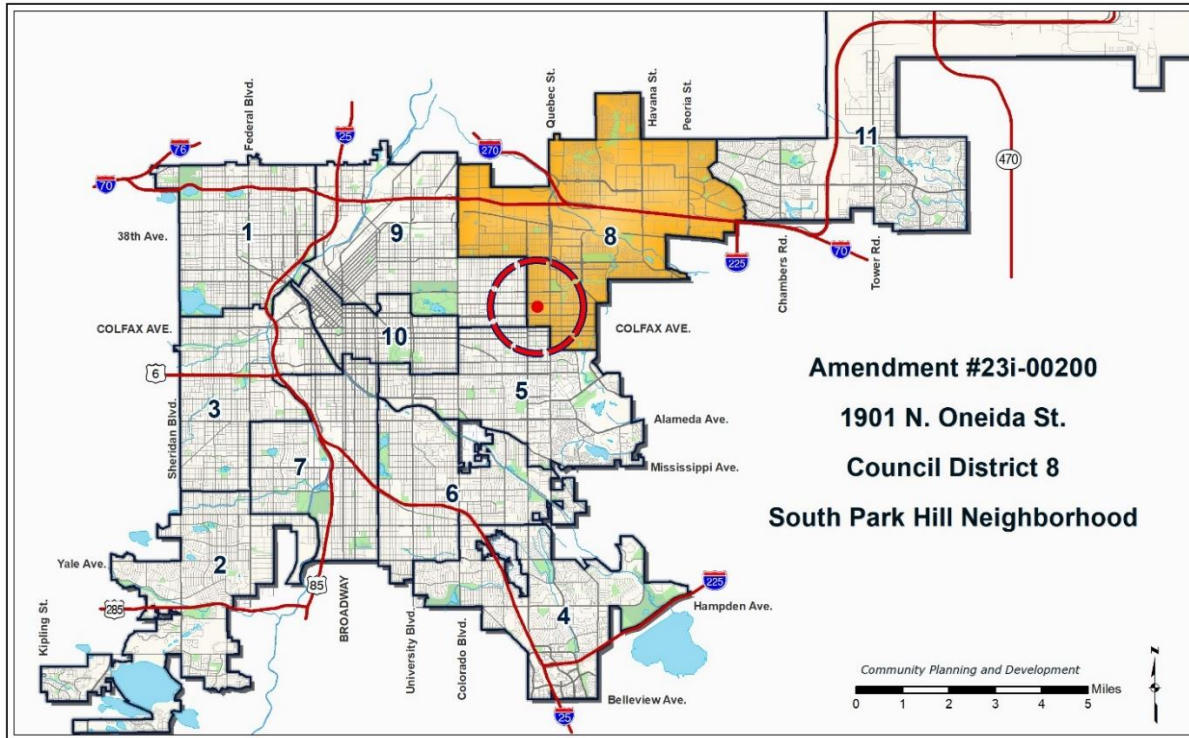 Federal Blvd.
Quebec St.
Havana St.
Peoria St.
76
25
270
11
70
470
38th Ave.
1
9
8
225
70
Chambers Rd.
Tower Rd.
COLFAX AVE.
10
COLFAX AVE.
6
3
5
Sheridan Blvd.
7
Alameda Ave.
Mississippi Ave.
6
Yale Ave.
2
85
BROADWAY
University Blvd.
Colorado Blvd.
4
225
Hampden Ave.
285
Kipling St.
25
Belleview Ave.
Amendment #23i-00200
1901 N. Oneida St.
Council District 8
South Park Hill Neighborhood
Community Planning and Development
0 1 2 3 4 5 Miles